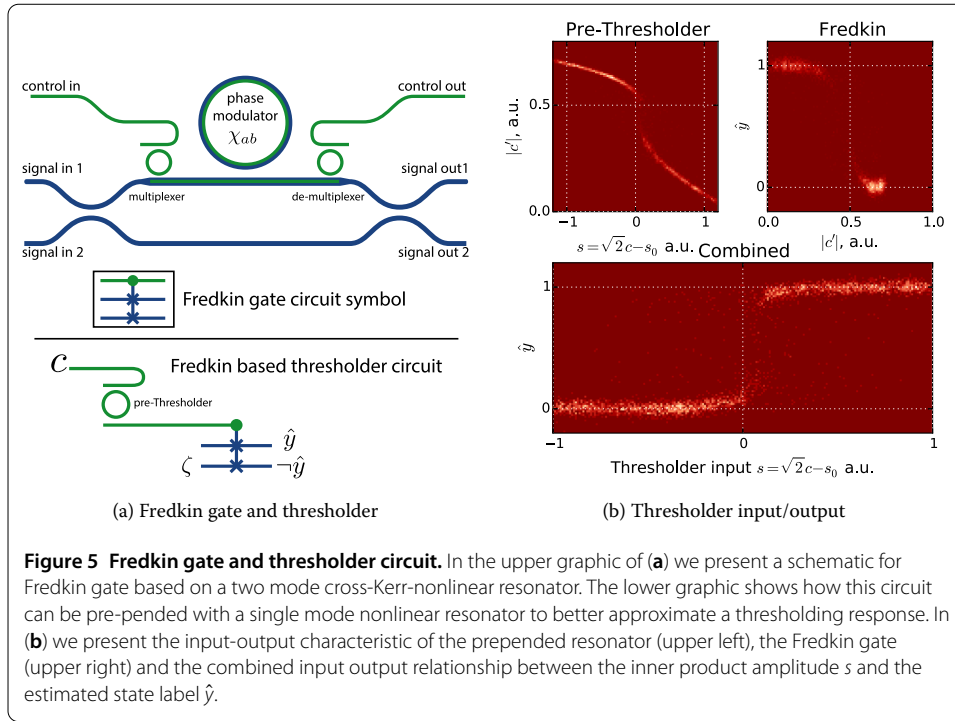 control in
control out
phase
modulator
χab
signal in 1
signal out1
multiplexer
de-multiplexer
signal in 2
signal out 2
Fredkin gate circuit symbol
c
Fredkin based thresholder circuit
pre-Thresholder
ŷ
ζ
¬ŷ
(a) Fredkin gate and thresholder
Pre-Thresholder
|c′|, a.u.
0.5
0.0
−1
0
1
s=√2c−s₀ a.u.
Fredkin
ŷ
1
0
0.0
0.5
1.0
|c′|, a.u.
Combined
ŷ
1
0
−1
0
1
Thresholder input s=√2c−s₀ a.u.
(b) Thresholder input/output
Figure 5 Fredkin gate and thresholder circuit. In the upper graphic of (a) we present a schematic for
Fredkin gate based on a two mode cross-Kerr-nonlinear resonator. The lower graphic shows how this circuit
can be pre-pended with a single mode nonlinear resonator to better approximate a thresholding response. In
(b) we present the input-output characteristic of the prepended resonator (upper left), the Fredkin gate
(upper right) and the combined input output relationship between the inner product amplitude s and the
estimated state label ŷ.